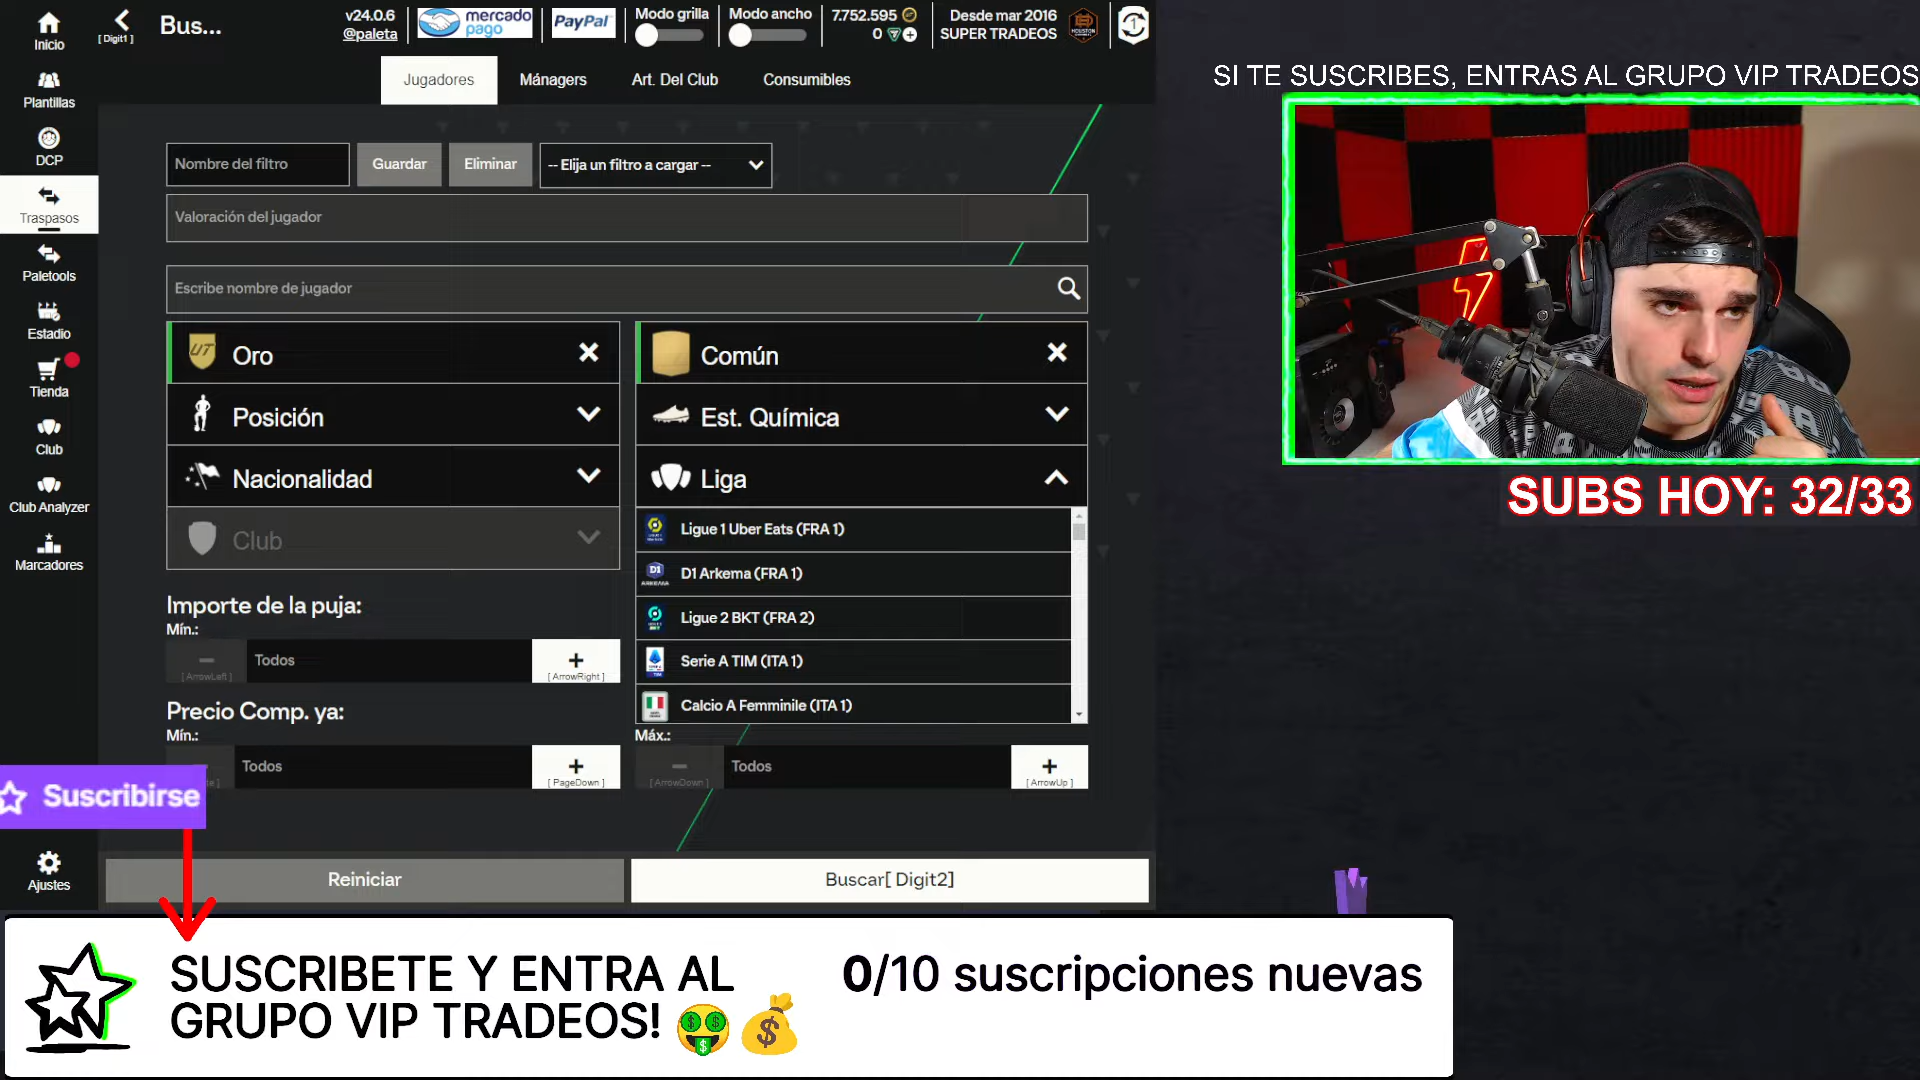 Inicio
[ Digit1 ]
Bus...
v24.0.6
@paleta
mercado
pago
PayPal
Modo grilla
Modo ancho
7.752.595
0
Desde mar 2016
SUPER TRADEOS
1
Plantillas
DCP
Traspasos
Paletools
Estadio
Tienda
Club
Club Analyzer
Marcadores
Ajustes
Jugadores
Mánagers
Art. Del Club
Consumibles
Nombre del filtro
Guardar
Eliminar
-- Elija un filtro a cargar --
Valoración del jugador
Escribe nombre de jugador
Oro
Común
Posición
Est. Química
Nacionalidad
Liga
Club
Ligue 1 Uber Eats (FRA 1)
D1 Arkema (FRA 1)
Ligue 2 BKT (FRA 2)
Serie A TIM (ITA 1)
Calcio A Femminile (ITA 1)
Importe de la puja:
Mín.:
Todos
[ ArrowLeft ]
[ ArrowRight ]
Precio Comp. ya:
Mín.:
Todos
[ PageDown ]
Máx.:
Todos
[ ArrowDown ]
[ ArrowUp ]
Suscribirse
Reiniciar
Buscar[ Digit2]
SI TE SUSCRIBES, ENTRAS AL GRUPO VIP TRADEOS
SUBS HOY: 32/33
SUSCRIBETE Y ENTRA AL
GRUPO VIP TRADEOS!
0/10 suscripciones nuevas